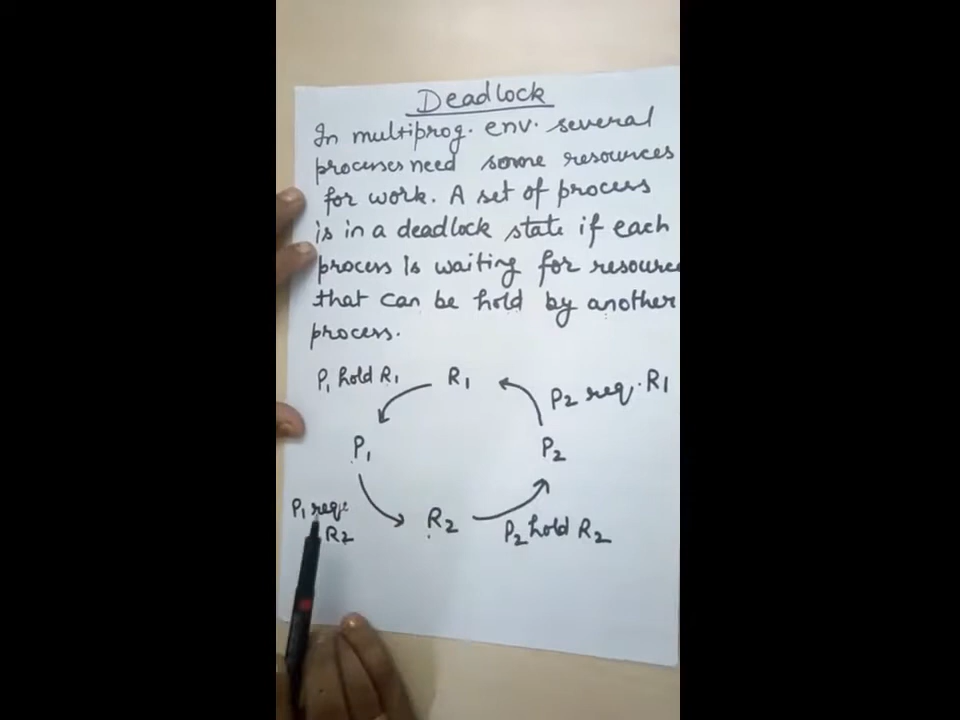 Deadlock
In multiprog. env. several
processes need some resources
for work. A set of process
is in a deadlock state if each
process is waiting for resource
that can be hold by another
process.
P1 hold R1
R1
P2 req. R1
P1
P2
P1 req.
R2
R2
P2 hold R2